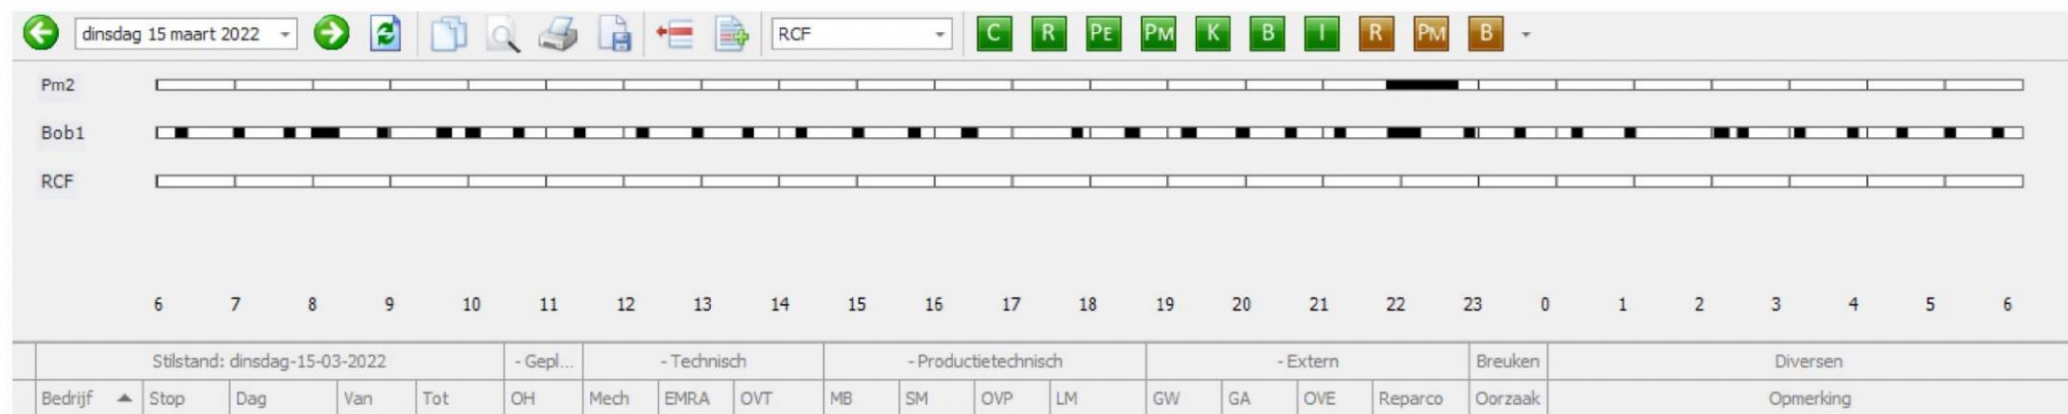 dinsdag 15 maart 2022 RCF C R PE PM K B I R PM B
Pm2
Bob1
RCF
6 7 8 9 10 11 12 13 14 15 16 17 18 19 20 21 22 23 0 1 2 3 4 5 6
Stilstand: dinsdag-15-03-2022 - Gepl... - Technisch - Productietechnisch - Extern Breuken Diversen
Bedrijf Stop Dag Van Tot OH Mech EMRA OVT MB SM OVP LM GW GA OVE Reparco Oorzaak Opmerking